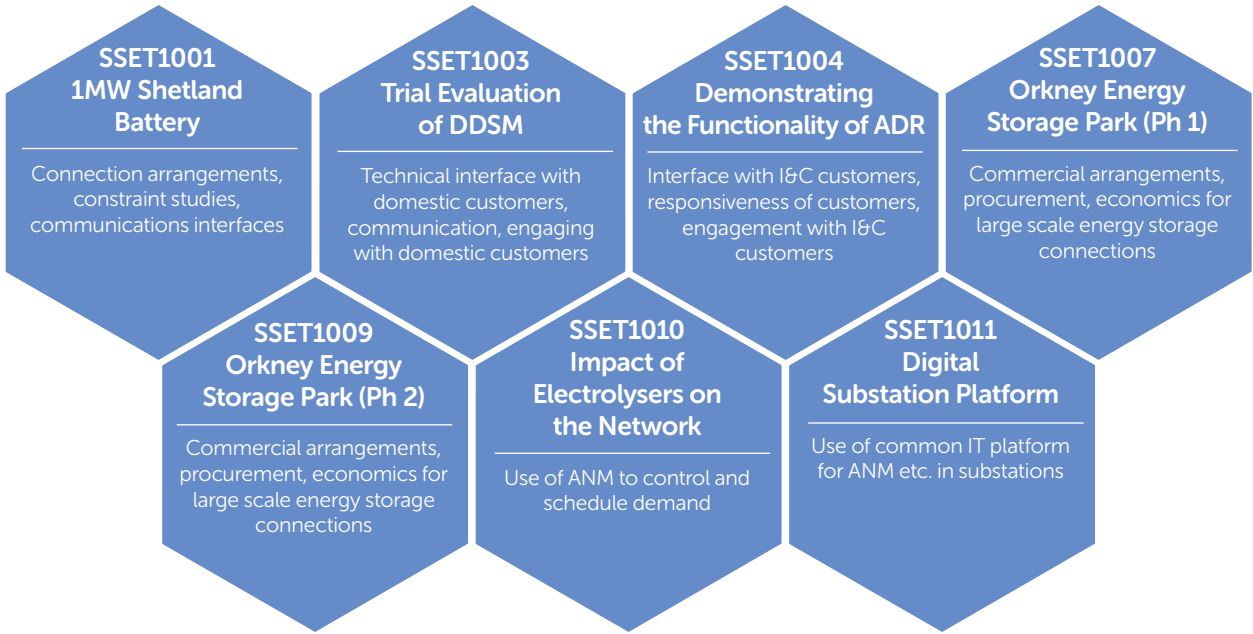 SSET1001
1MW Shetland
Battery
Connection arrangements,
constraint studies,
communications interfaces
SSET1003
Trial Evaluation
of DDSM
Technical interface with
domestic customers,
communication, engaging
with domestic customers
SSET1004
Demonstrating
the Functionality of ADR
Interface with I&C customers,
responsiveness of customers,
engagement with I&C
customers
SSET1007
Orkney Energy
Storage Park (Ph 1)
Commercial arrangements,
procurement, economics for
large scale energy storage
connections
SSET1009
Orkney Energy
Storage Park (Ph 2)
Commercial arrangements,
procurement, economics for
large scale energy storage
connections
SSET1010
Impact of
Electrolysers on
the Network
Use of ANM to control and
schedule demand
SSET1011
Digital
Substation Platform
Use of common IT platform
for ANM etc. in substations